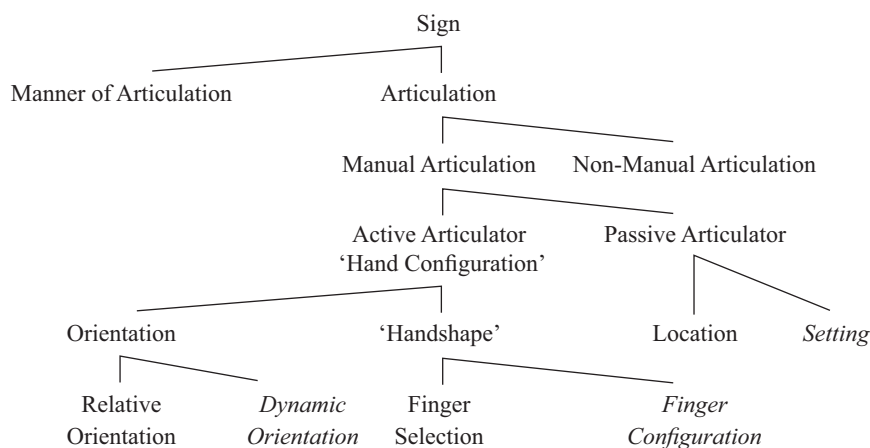 Sign
Manner of Articulation Articulation
Manual Articulation Non-Manual Articulation
Active Articulator Passive Articulator
‘Hand Configuration’
Orientation ‘Handshape’ Location Setting
Relative Dynamic Finger Finger
Orientation Orientation Selection Configuration